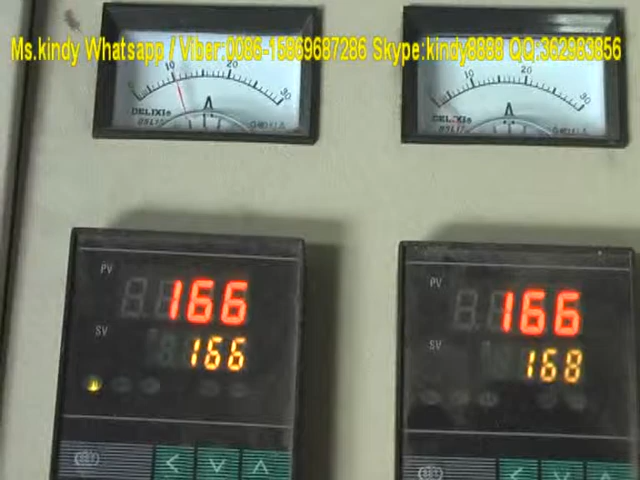 Ms.kindy Whatsapp / Viber:0086-15869687286 Skype:kindy8888 QQ:362983856
10 20 30
A
DELIXI
10 20 30
A
DELIXI
PV 166
SV 166
PV 166
SV 168